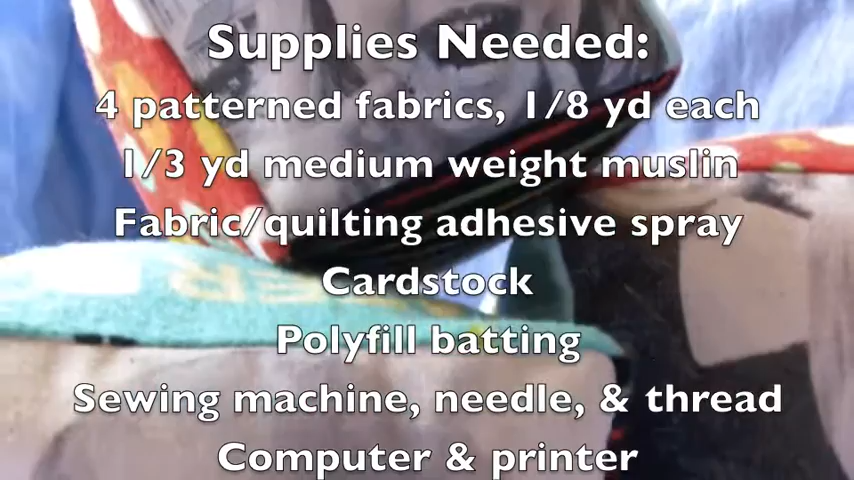 Supplies Needed:
4 patterned fabrics, 1/8 yd each
1/3 yd medium weight muslin
Fabric/quilting adhesive spray
Cardstock
Polyfill batting
Sewing machine, needle, & thread
Computer & printer